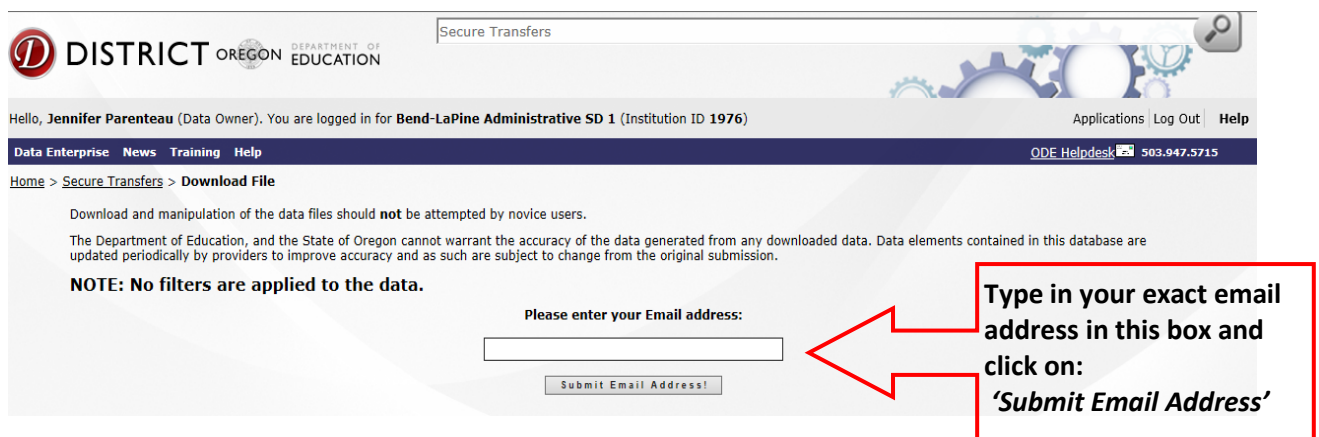 Secure Transfers
DISTRICT OREGON DEPARTMENT OF EDUCATION
Hello, Jennifer Parenteau (Data Owner). You are logged in for Bend-LaPine Administrative SD 1 (Institution ID 1976)
Applications | Log Out | Help
Data Enterprise News Training Help
ODE Helpdesk 503.947.5715
Home > Secure Transfers > Download File
Download and manipulation of the data files should not be attempted by novice users.
The Department of Education, and the State of Oregon cannot warrant the accuracy of the data generated from any downloaded data. Data elements contained in this database are
updated periodically by providers to improve accuracy and as such are subject to change from the original submission.
NOTE: No filters are applied to the data.
Please enter your Email address:
Submit Email Address!
Type in your exact email
address in this box and
click on:
‘Submit Email Address’